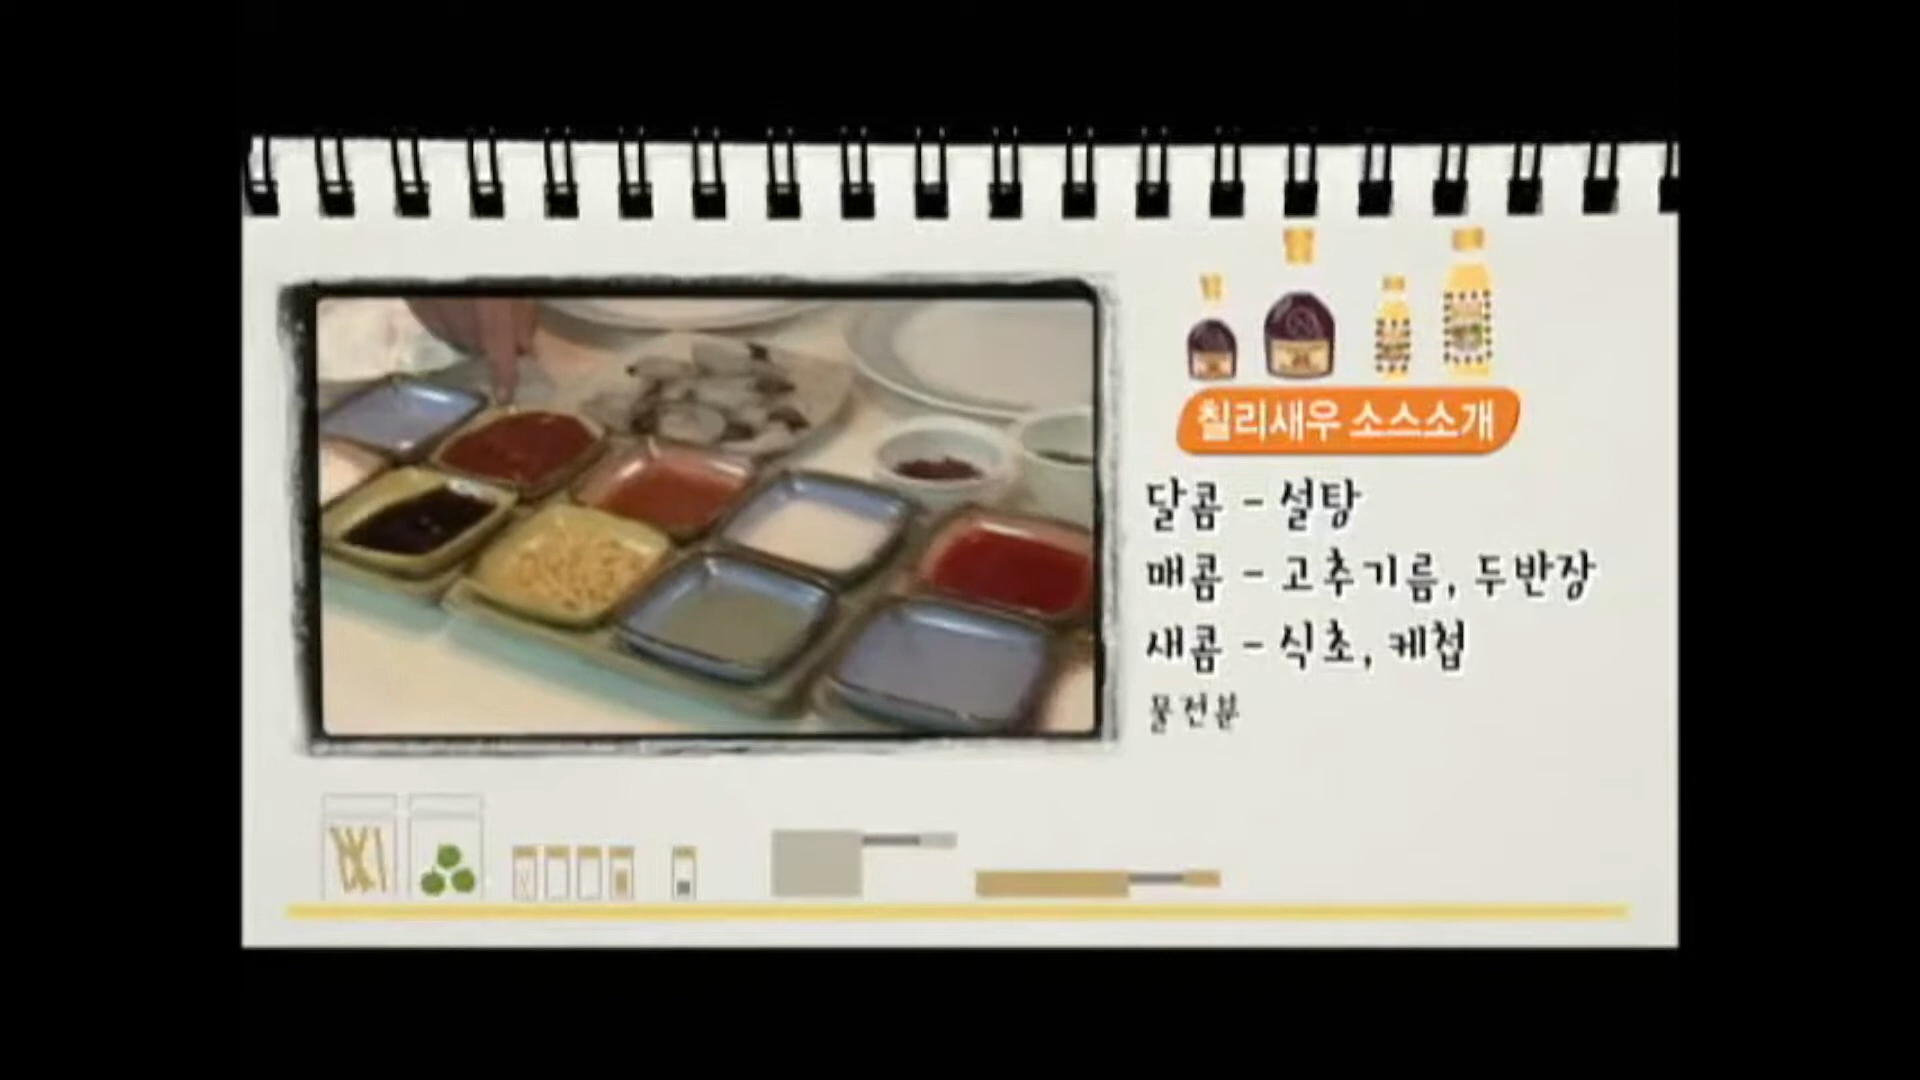 칠리새우 소스소개
달콤 - 설탕
매콤 - 고추기름, 두반장
새콤 - 식초, 케첩
물전분